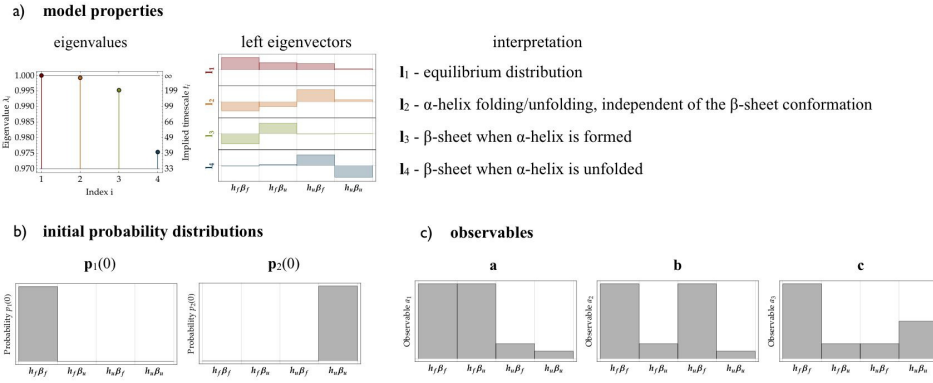 a) model properties
eigenvalues
left eigenvectors
interpretation
Eigenvalue λi
1.000
0.995
0.990
0.985
0.980
0.975
0.970
∞
199
99
66
49
39
33
Implied timescale ti
1 2 3 4
Index i
l1
l2
l3
l4
hfβf hfβu huβf huβu
l1 - equilibrium distribution
l2 - α-helix folding/unfolding, independent of the β-sheet conformation
l3 - β-sheet when α-helix is formed
l4 - β-sheet when α-helix is unfolded
b) initial probability distributions
p1(0)
p2(0)
Probability p1(0)
hfβf hfβu huβf huβu
Probability p2(0)
hfβf hfβu huβf huβu
c) observables
a
b
c
Observable a1
hfβf hfβu huβf huβu
Observable a2
hfβf hfβu huβf huβu
Observable a3
hfβf hfβu huβf huβu